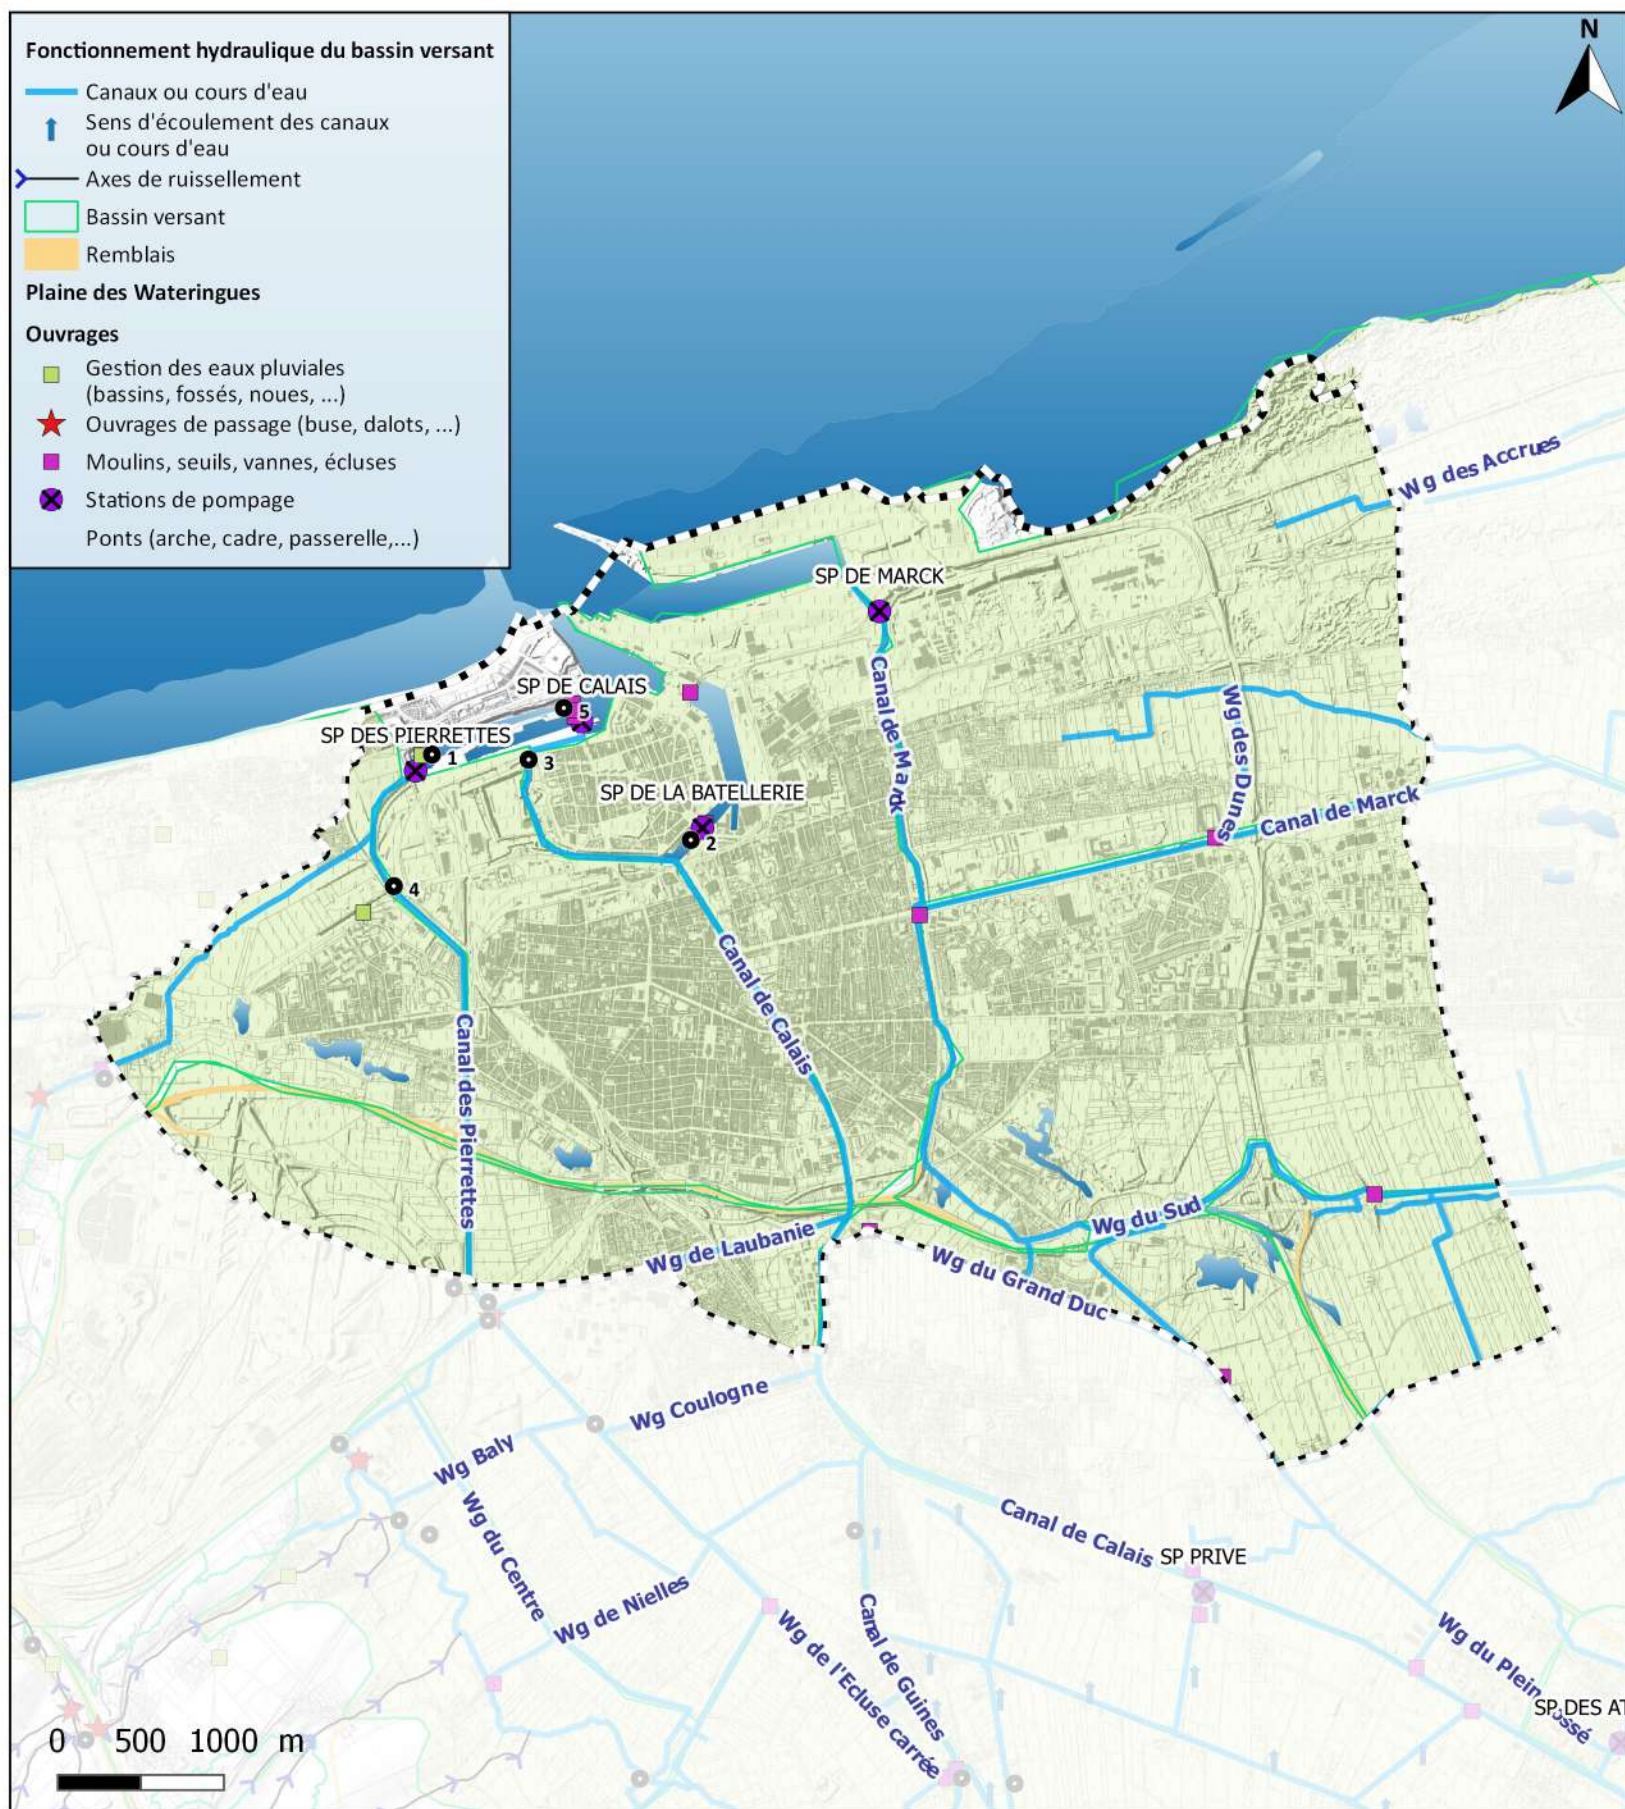 Fonctionnement hydraulique du bassin versant
Canaux ou cours d'eau
Sens d'écoulement des canaux
ou cours d'eau
Axes de ruissellement
Bassin versant
Remblais
Plaine des Wateringues
Ouvrages
Gestion des eaux pluviales
(bassins, fossés, noues, ...)
Ouvrages de passage (buse, dalots, ...)
Moulins, seuils, vannes, écluses
Stations de pompage
Ponts (arche, cadre, passerelle,...)
N
Wg des Accrues
SP DE MARCK
Canal de Marck
SP DE CALAIS
5
SP DES PIERRETTES
1
3
SP DE LA BATELLERIE
2
4
Wg des Dunes
Canal de Marck
Canal de Calais
Canal des Pierrettes
Wg du Sud
Wg de Laubanie
Wg du Grand Duc
Wg Coulogne
Wg Baly
Wg du Centre
Wg de Nielles
Canal de Calais
SP PRIVE
Canal de Guines
Wg de l'Ecluse carrée
Wg du Plein
ossé
SP DES AT
0 500 1000 m